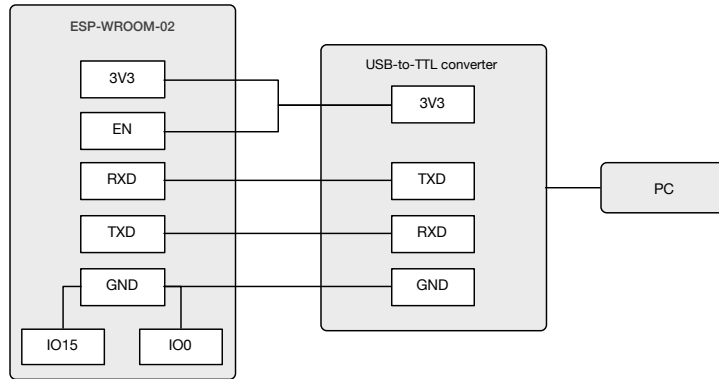 ESP-WROOM-02
3V3
EN
RXD
TXD
GND
IO15
IO0
USB-to-TTL converter
3V3
TXD
RXD
GND
PC